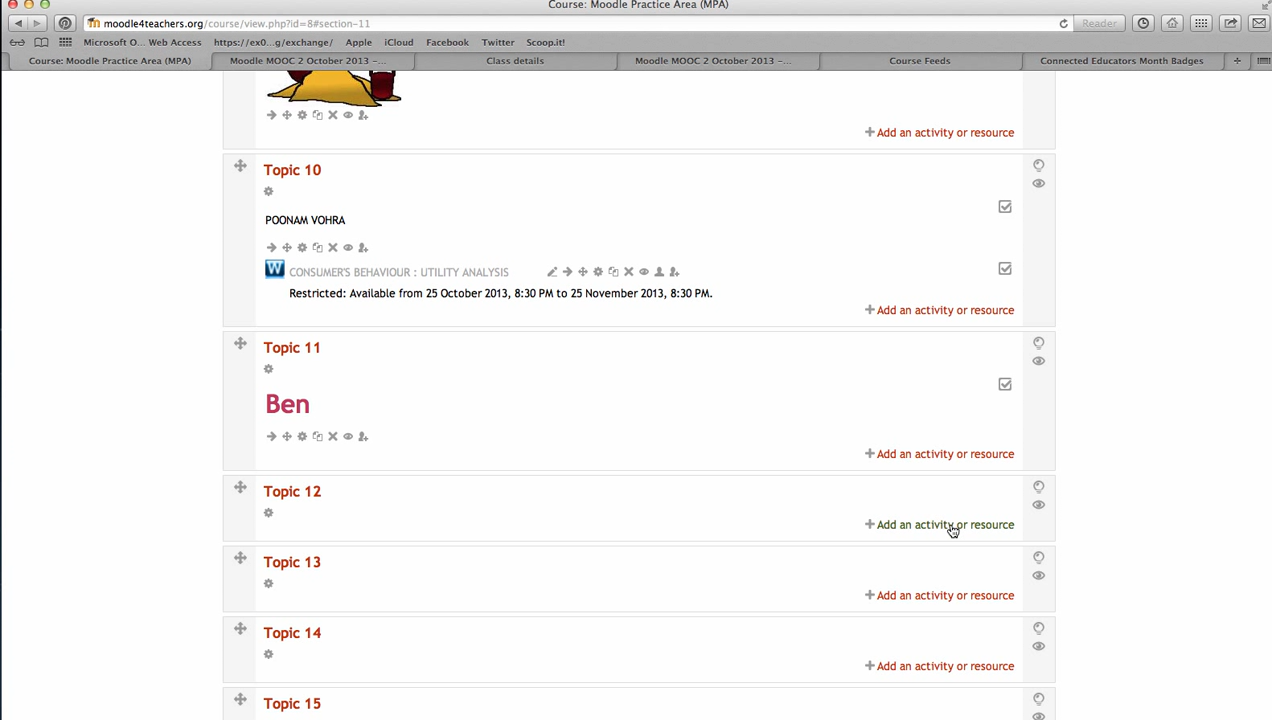 Course: Moodle Practice Area (MPA)
moodle4teachers.org/course/view.php?id=8#section-11
Reader
Microsoft O... Web Access
https://ex0...g/exchange/
Apple
iCloud
Facebook
Twitter
Scoop.it!
Course: Moodle Practice Area (MPA)
Moodle MOOC 2 October 2013 –...
Class details
Moodle MOOC 2 October 2013 –...
Course Feeds
Connected Educators Month Badges
Add an activity or resource
Topic 10
POONAM VOHRA
W
CONSUMER'S BEHAVIOUR : UTILITY ANALYSIS
Restricted: Available from 25 October 2013, 8:30 PM to 25 November 2013, 8:30 PM.
Add an activity or resource
Topic 11
Ben
Add an activity or resource
Topic 12
Add an activity or resource
Topic 13
Add an activity or resource
Topic 14
Add an activity or resource
Topic 15